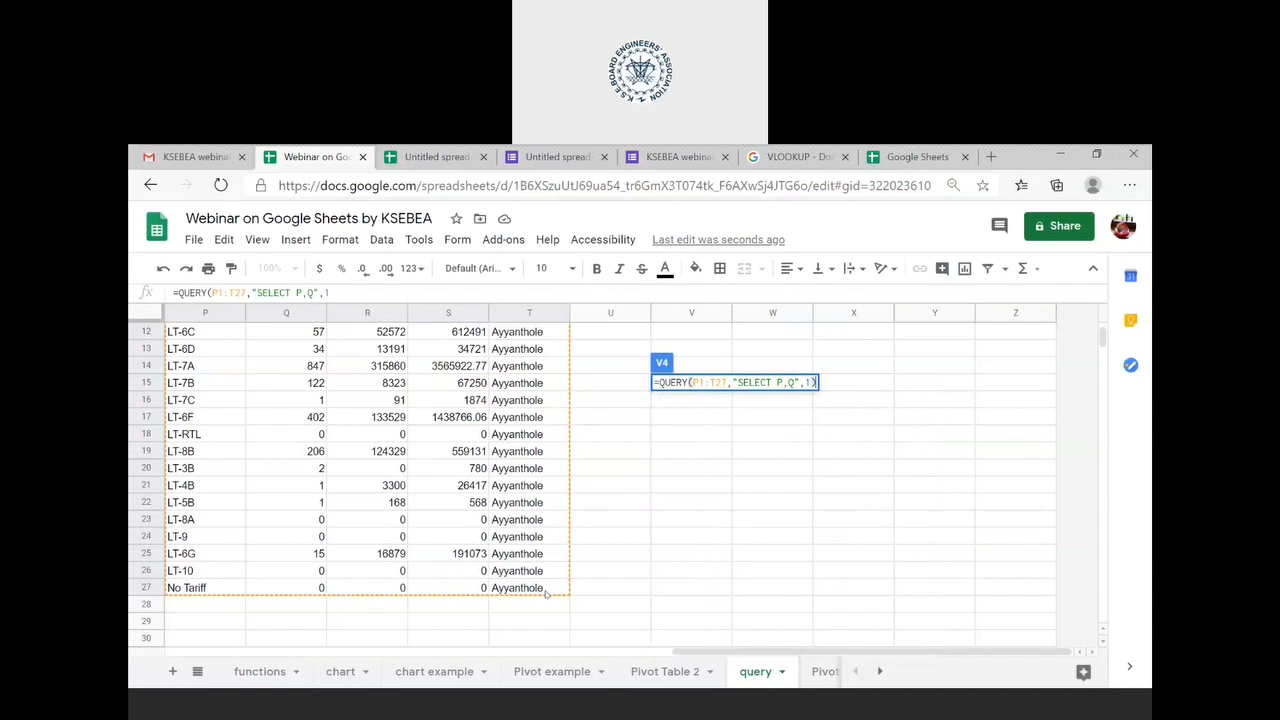 K.S.E.BOARD ENGINEERS' ASSOCIATION
KSEBEA webina
Webinar on Goo
Untitled spread
Untitled spread
KSEBEA webina
VLOOKUP - Do
Google Sheets
https://docs.google.com/spreadsheets/d/1B6XSzuUtJ69ua54_tr6GmX3T074tk_F6AXwSj4JTG6o/edit#gid=322023610
Webinar on Google Sheets by KSEBEA
Share
File Edit View Insert Format Data Tools Form Add-ons Help Accessibility Last edit was seconds ago
100% $ % .0 .00 123 Default (Ari... 10 B I S A
fx =QUERY(P1:T27,"SELECT P,Q",1
P Q R S T U V W X Y Z
12 LT-6C 57 52572 612491 Ayyanthole
13 LT-6D 34 13191 34721 Ayyanthole
V4
14 LT-7A 847 315860 3565922.77 Ayyanthole
15 LT-7B 122 8323 67250 Ayyanthole =QUERY(P1:T27,"SELECT P,Q",1)
16 LT-7C 1 91 1874 Ayyanthole
17 LT-6F 402 133529 1438766.06 Ayyanthole
18 LT-RTL 0 0 0 Ayyanthole
19 LT-8B 206 124329 559131 Ayyanthole
20 LT-3B 2 0 780 Ayyanthole
21 LT-4B 1 3300 26417 Ayyanthole
22 LT-5B 1 168 568 Ayyanthole
23 LT-8A 0 0 0 Ayyanthole
24 LT-9 0 0 0 Ayyanthole
25 LT-6G 15 16879 191073 Ayyanthole
26 LT-10 0 0 0 Ayyanthole
27 No Tariff 0 0 0 Ayyanthole
28
29
30
functions chart chart example Pivot example Pivot Table 2 query Pivot